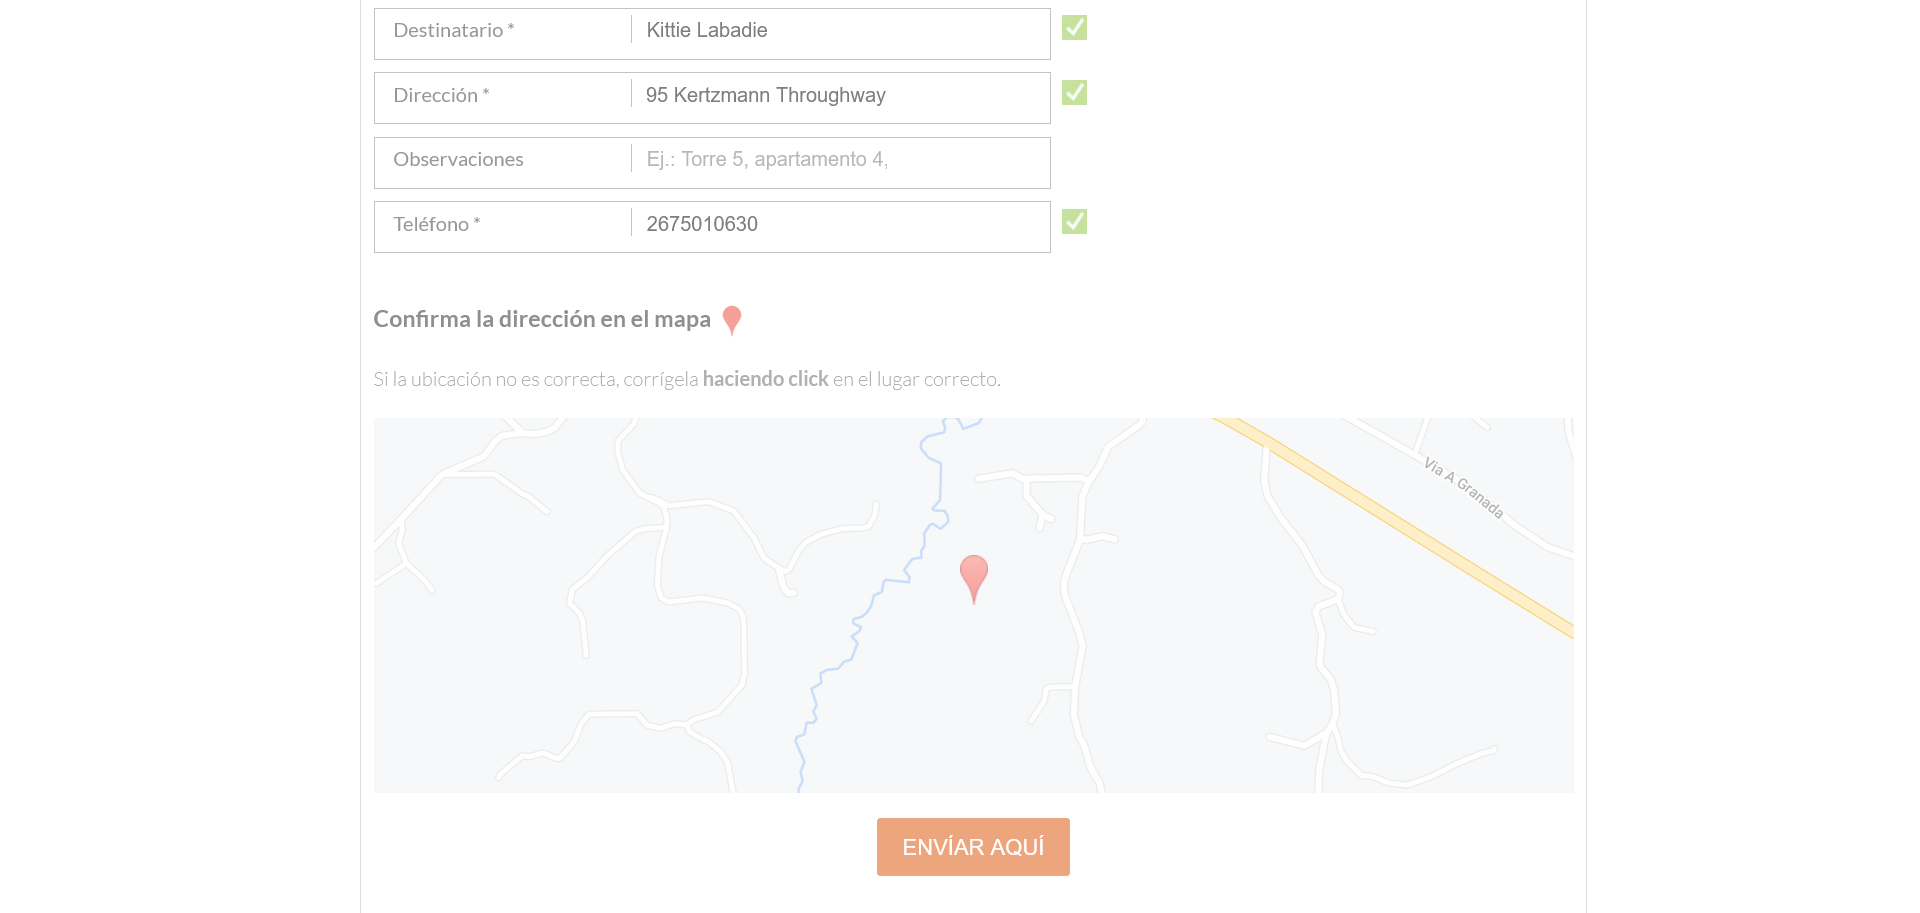 Destinatario * Kittie Labadie
Dirección * 95 Kertzmann Throughway
Observaciones Ej.: Torre 5, apartamento 4,
Teléfono * 2675010630
Confirma la dirección en el mapa
Si la ubicación no es correcta, corrígela haciendo click en el lugar correcto.
Via A Granada
ENVÍAR AQUÍ